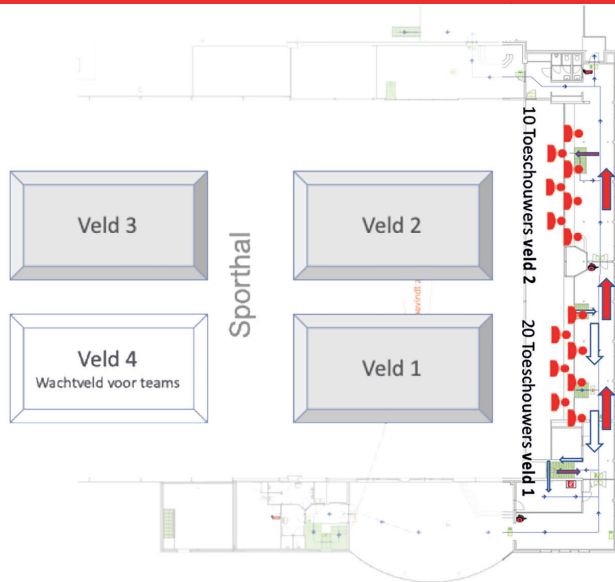 Veld 3
Veld 2
Veld 4
Wachtveld voor teams
Veld 1
Sporthal
10 Toeschouwers veld 2
20 Toeschouwers veld 1